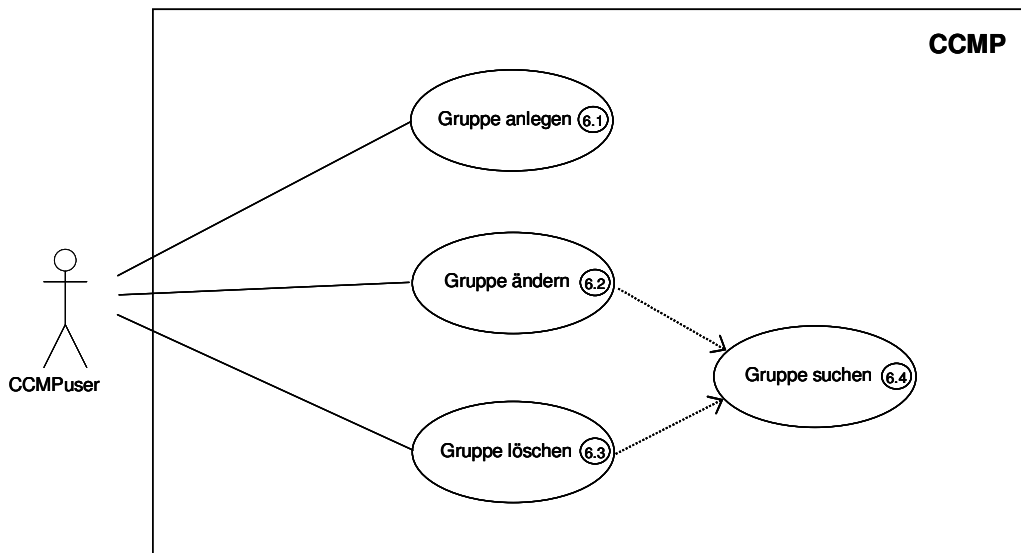 CCMP
Gruppe anlegen 6.1
Gruppe ändern 6.2
Gruppe suchen 6.4
CCMPuser
Gruppe löschen 6.3